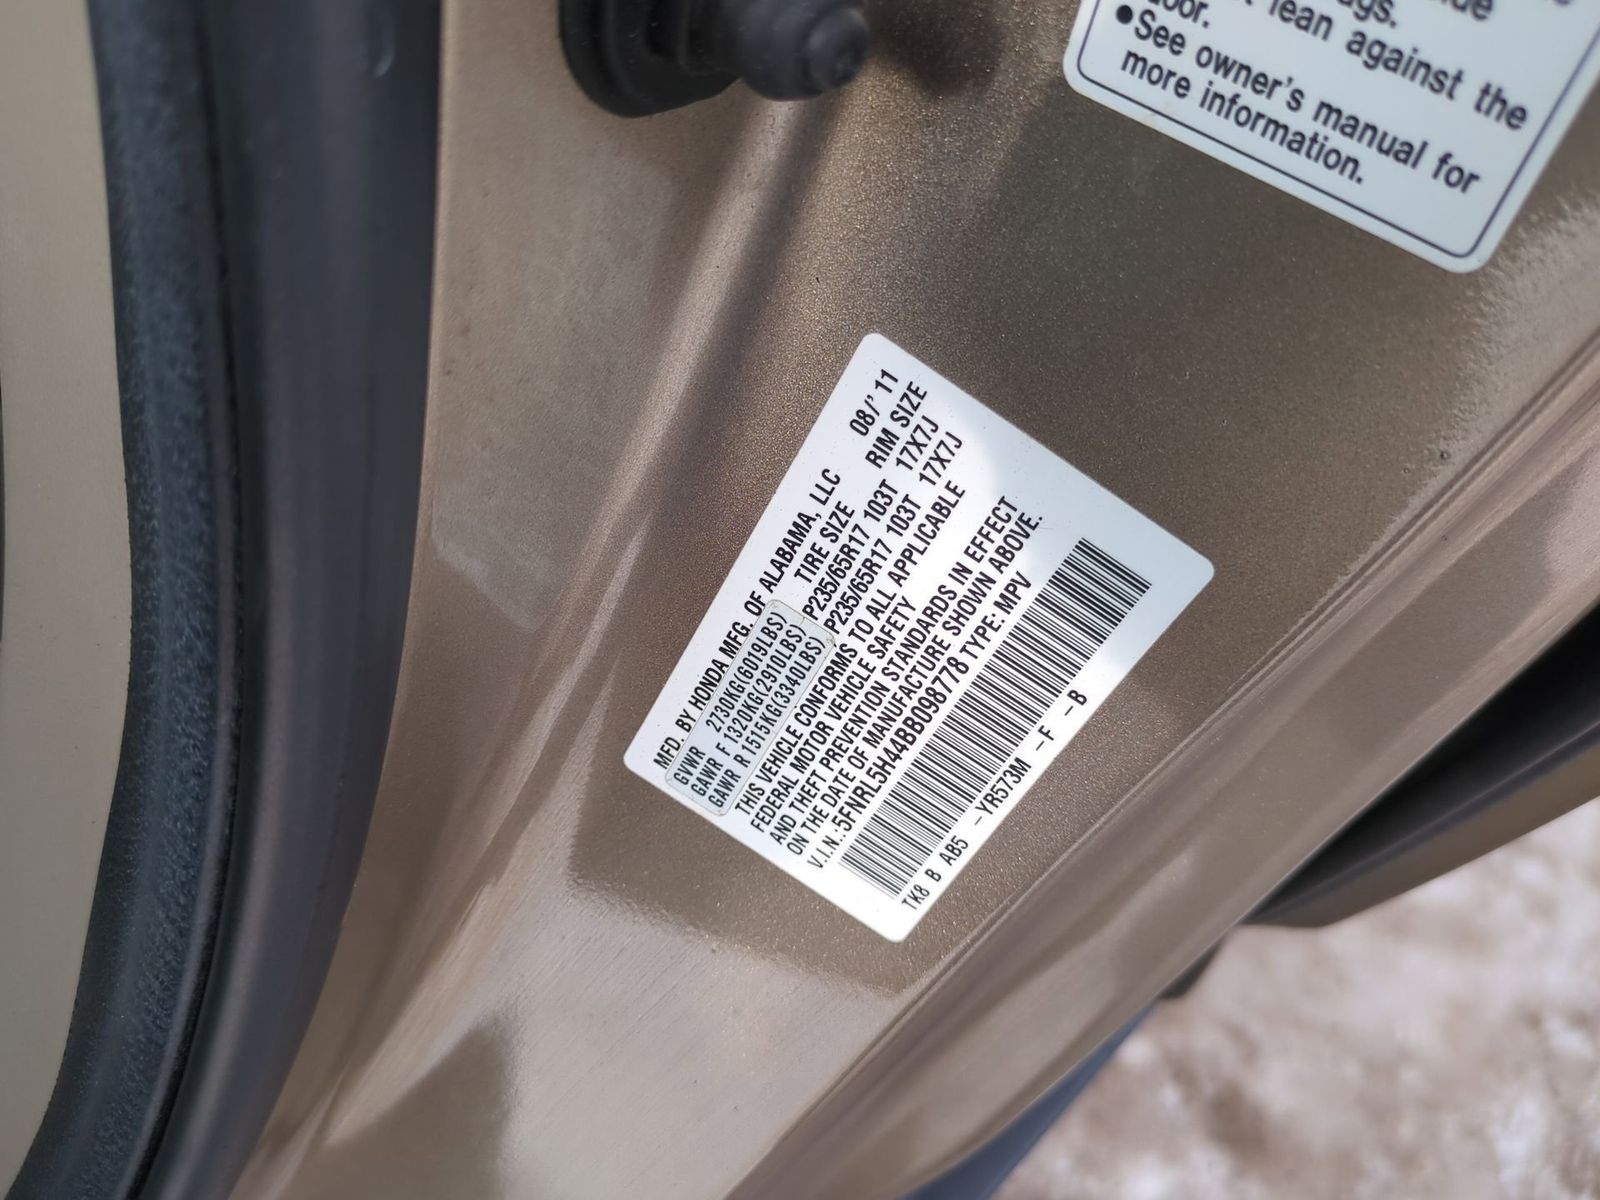 ags.
door.
lean against the
●See owner's manual for
more information.
MFD. BY HONDA MFG. OF ALABAMA, LLC 08/'11
GVWR 2730KG(6019LBS) TIRE SIZE RIM SIZE
GAWR F 1320KG(2910LBS) P235/65R17 103T 17X7J
GAWR R 1515KG(3340LBS) P235/65R17 103T 17X7J
THIS VEHICLE CONFORMS TO ALL APPLICABLE
FEDERAL MOTOR VEHICLE SAFETY
AND THEFT PREVENTION STANDARDS IN EFFECT
ON THE DATE OF MANUFACTURE SHOWN ABOVE.
V.I.N.:5FNRL5H44BB098778 TYPE: MPV
TK8 B AB5 -YR573M -F -B